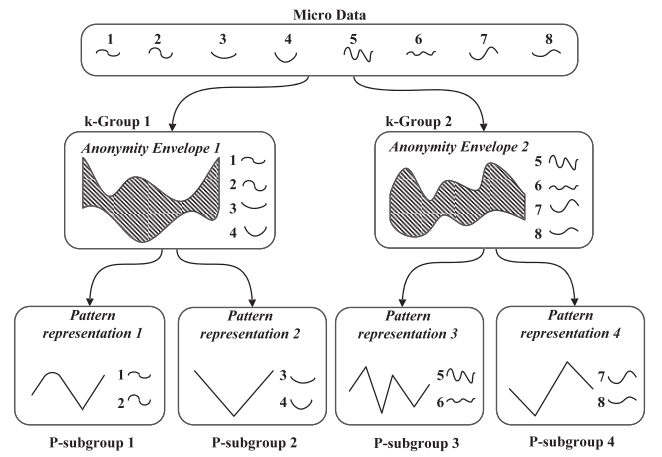 Micro Data
1 2 3 4 5 6 7 8
k-Group 1
k-Group 2
Anonymity Envelope 1
1
2
3
4
Anonymity Envelope 2
5
6
7
8
Pattern
representation 1
1
2
Pattern
representation 2
3
4
Pattern
representation 3
5
6
Pattern
representation 4
7
8
P-subgroup 1
P-subgroup 2
P-subgroup 3
P-subgroup 4